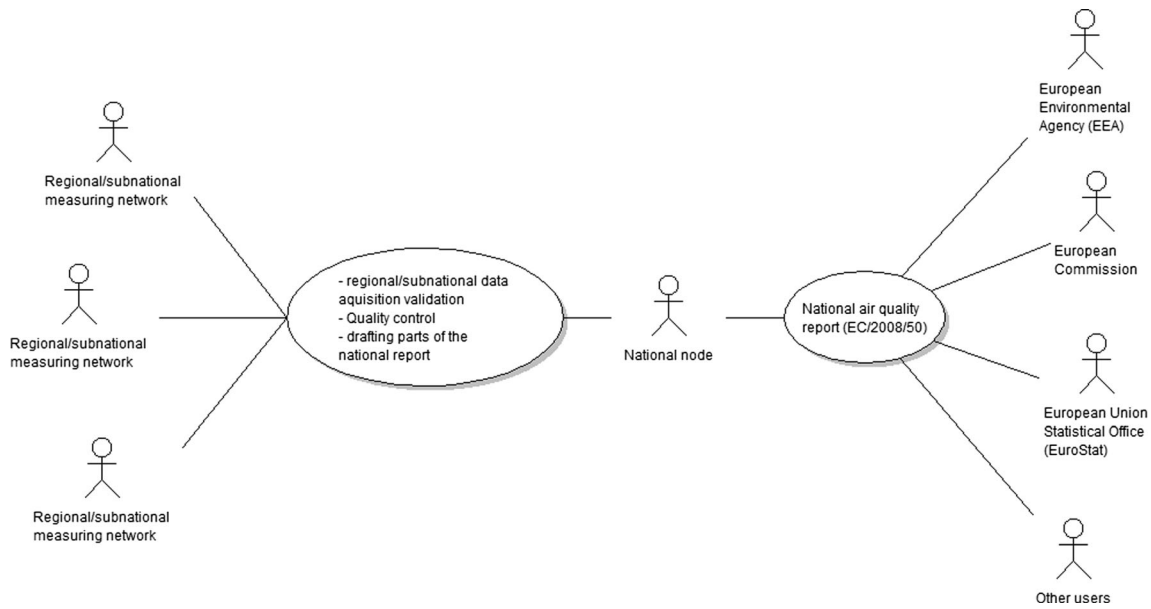 Regional/subnational
measuring network
Regional/subnational
measuring network
Regional/subnational
measuring network
- regional/subnational data
aquisition validation
- Quality control
- drafting parts of the
national report
National node
National air quality
report (EC/2008/50)
European
Environmental
Agency (EEA)
European
Commission
European Union
Statistical Office
(EuroStat)
Other users